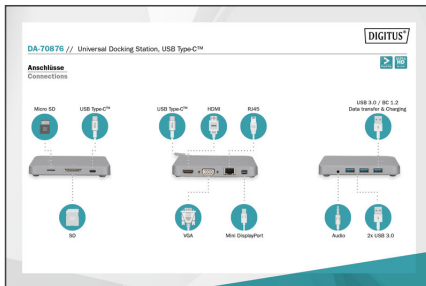 DIGITUS®
DA-70876 // Universal Docking Station, USB Type-C™
Anschlüsse
Connections
Micro SD
USB Type-C™
USB Type-C™
HDMI
RJ45
USB 3.0 / BC 1.2
Data transfer & Charging
SD
VGA
Mini DisplayPort
Audio
2x USB 3.0